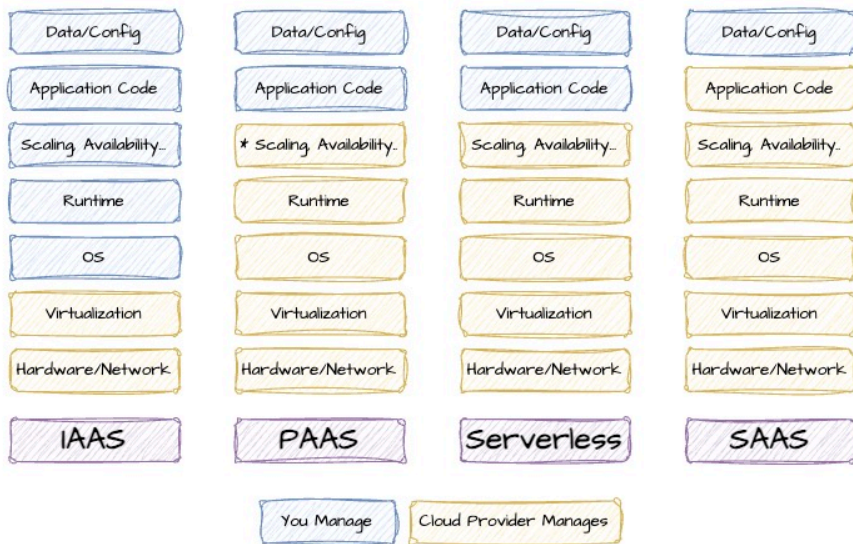 Data/Config
Data/Config
Data/Config
Data/Config
Application Code
Application Code
Application Code
Application Code
Scaling, Availability...
* Scaling, Availability..
Scaling, Availability...
Scaling, Availability..
Runtime
Runtime
Runtime
Runtime
OS
OS
OS
OS
Virtualization
Virtualization
Virtualization
Virtualization
Hardware/Network
Hardware/Network
Hardware/Network
Hardware/Network
IAAS
PAAS
Serverless
SAAS
You Manage
Cloud Provider Manages